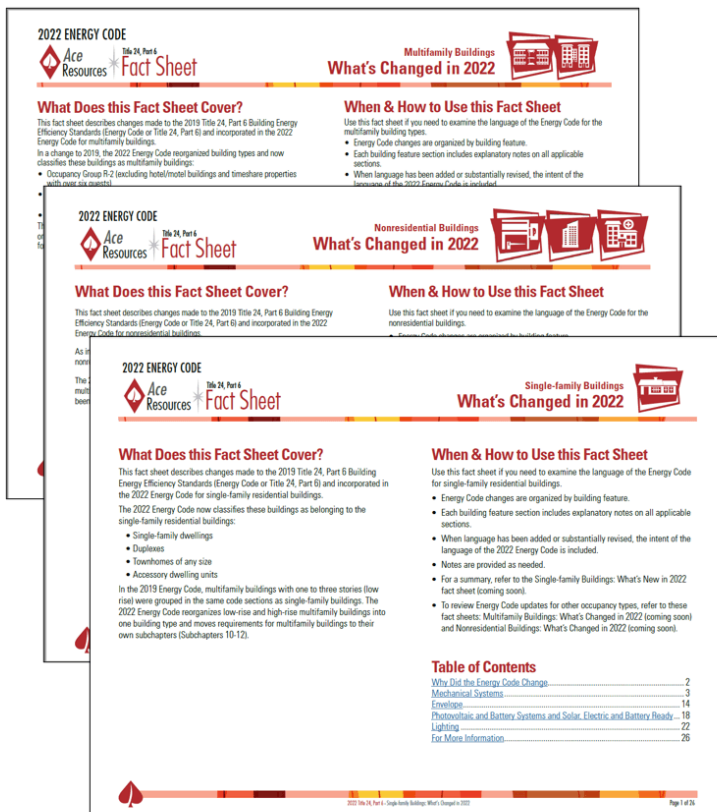 2022 ENERGY CODE
Ace
Resources
Title 24, Part 6
Fact Sheet
Multifamily Buildings
What's Changed in 2022
What Does this Fact Sheet Cover?
This fact sheet describes changes made to the 2019 Title 24, Part 6 Building Energy
Efficiency Standards (Energy Code or Title 24, Part 6) and incorporated in the 2022
Energy Code for multifamily buildings.
In a change to 2019, the 2022 Energy Code reorganized building types and now
classifies these buildings as multifamily buildings:
• Occupancy Group R-2 (excluding hotel/motel buildings and timeshare properties
with over six guests)
When & How to Use this Fact Sheet
Use this fact sheet if you need to examine the language of the Energy Code for the
multifamily building types.
• Energy Code changes are organized by building feature.
• Each building feature section includes explanatory notes on all applicable
sections.
• When language has been added or substantially revised, the intent of the
language of the 2022 Energy Code is included.
2022 ENERGY CODE
Ace
Resources
Title 24, Part 6
Fact Sheet
Nonresidential Buildings
What's Changed in 2022
What Does this Fact Sheet Cover?
This fact sheet describes changes made to the 2019 Title 24, Part 6 Building Energy
Efficiency Standards (Energy Code or Title 24, Part 6) and incorporated in the 2022
Energy Code for nonresidential buildings.
As in
The 2
multi
been
When & How to Use this Fact Sheet
Use this fact sheet if you need to examine the language of the Energy Code for the
nonresidential buildings.
• Energy Code changes are organized by building feature.
2022 ENERGY CODE
Ace
Resources
Title 24, Part 6
Fact Sheet
Single-family Buildings
What's Changed in 2022
What Does this Fact Sheet Cover?
This fact sheet describes changes made to the 2019 Title 24, Part 6 Building
Energy Efficiency Standards (Energy Code or Title 24, Part 6) and incorporated in
the 2022 Energy Code for single-family residential buildings.
The 2022 Energy Code now classifies these buildings as belonging to the
single-family residential buildings:
• Single-family dwellings
• Duplexes
• Townhomes of any size
• Accessory dwelling units
In the 2019 Energy Code, multifamily buildings with one to three stories (low
rise) were grouped in the same code sections as single-family buildings. The
2022 Energy Code reorganizes low-rise and high-rise multifamily buildings into
one building type and moves requirements for multifamily buildings to their
own subchapters (Subchapters 10-12).
When & How to Use this Fact Sheet
Use this fact sheet if you need to examine the language of the Energy Code
for single-family residential buildings.
• Energy Code changes are organized by building feature.
• Each building feature section includes explanatory notes on all applicable
sections.
• When language has been added or substantially revised, the intent of the
language of the 2022 Energy Code is included.
• Notes are provided as needed.
• For a summary, refer to the Single-family Buildings: What's New in 2022
fact sheet (coming soon).
• To review Energy Code updates for other occupancy types, refer to these
fact sheets: Multifamily Buildings: What's Changed in 2022 (coming soon)
and Nonresidential Buildings: What's Changed in 2022 (coming soon).
Table of Contents
Why Did the Energy Code Change 2
Mechanical Systems 3
Envelope 14
Photovoltaic and Battery Systems and Solar, Electric and Battery Ready 18
Lighting 22
For More Information 26
2022 Title 24, Part 6 - Single-family Buildings: What's Changed in 2022
Page 1 of 26